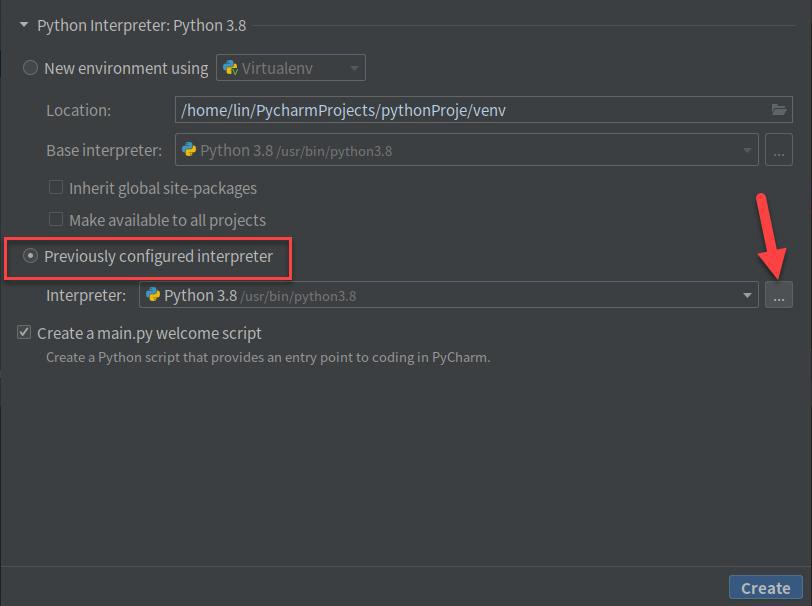 Python Interpreter: Python 3.8
New environment using Virtualenv
Location: /home/lin/PycharmProjects/pythonProje/venv
Base interpreter: Python 3.8 /usr/bin/python3.8 ...
Inherit global site-packages
Make available to all projects
Previously configured interpreter
Interpreter: Python 3.8 /usr/bin/python3.8 ...
Create a main.py welcome script
Create a Python script that provides an entry point to coding in PyCharm.
Create